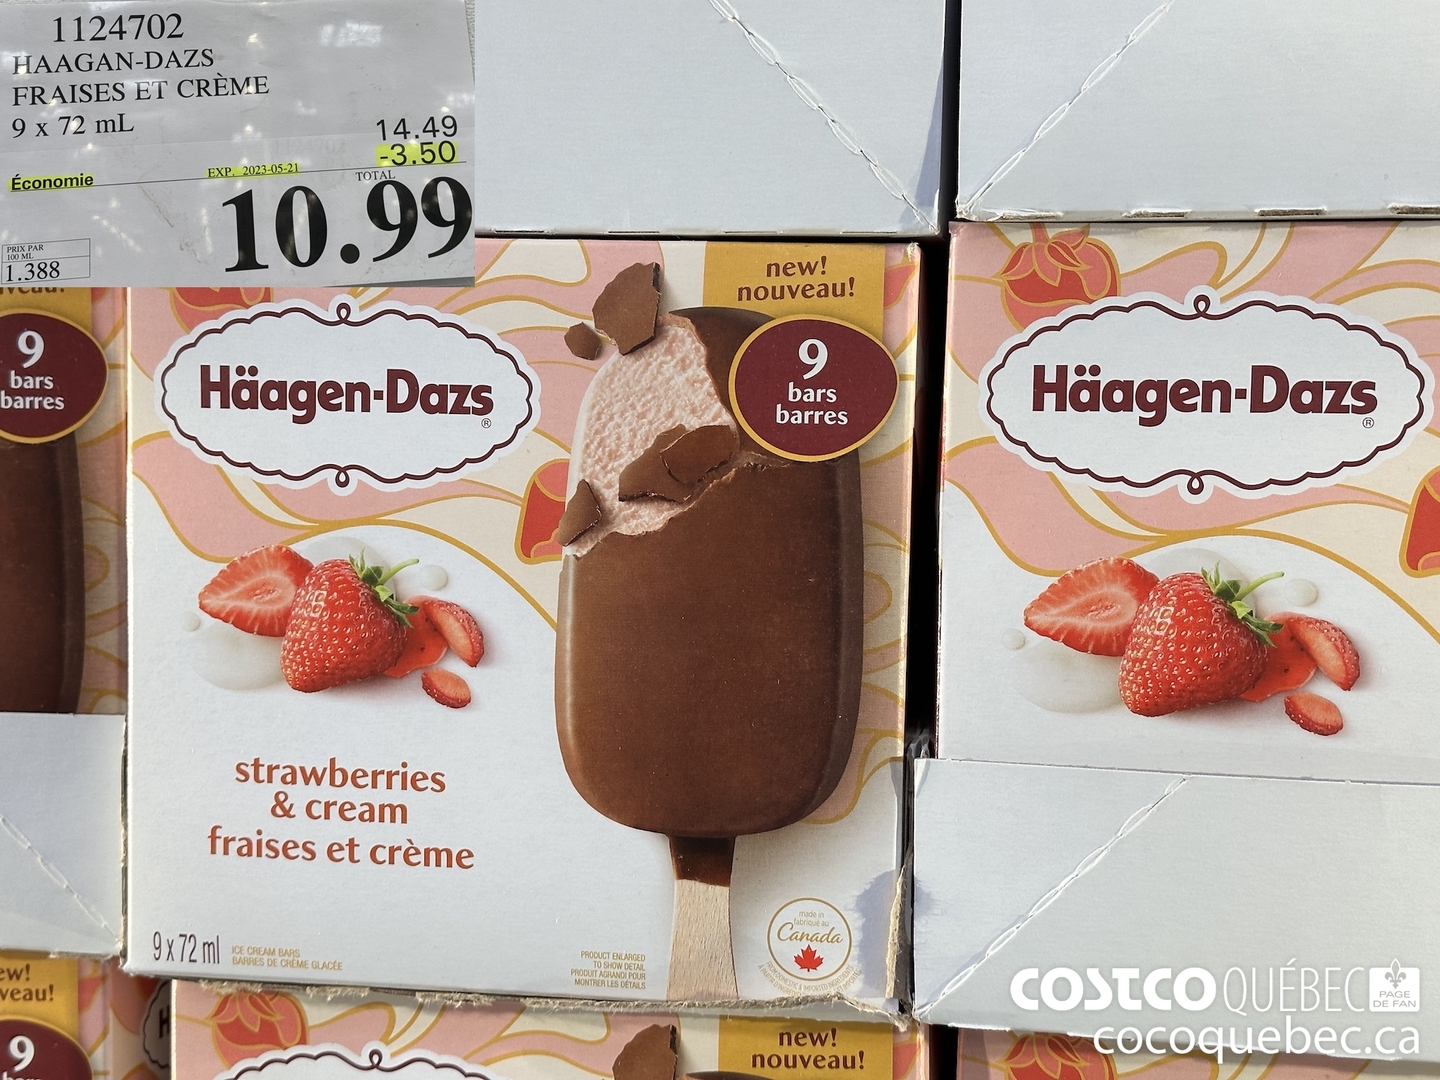 1124702
HAAGAN-DAZS
FRAISES ET CRÈME
9 x 72 mL
14.49
-3.50
Économie
EXP. 2023-05-21
TOTAL
10.99
PRIX PAR
100 ML
1.388
9
bars
barres
Häagen-Dazs®
new!
nouveau!
9
bars
barres
strawberries
& cream
fraises et crème
9 x 72 ml
ICE CREAM BARS
BARRES DE CRÈME GLACÉE
PRODUCT ENLARGED
TO SHOW DETAIL
PRODUIT AGRANDI POUR
MONTRER LES DÉTAILS
made in
fabriqué au
Canada
Häagen-Dazs®
ew!
veau!
9
new!
nouveau!
COSTCO QUÉBEC
PAGE
DE FAN
cocoquebec.ca